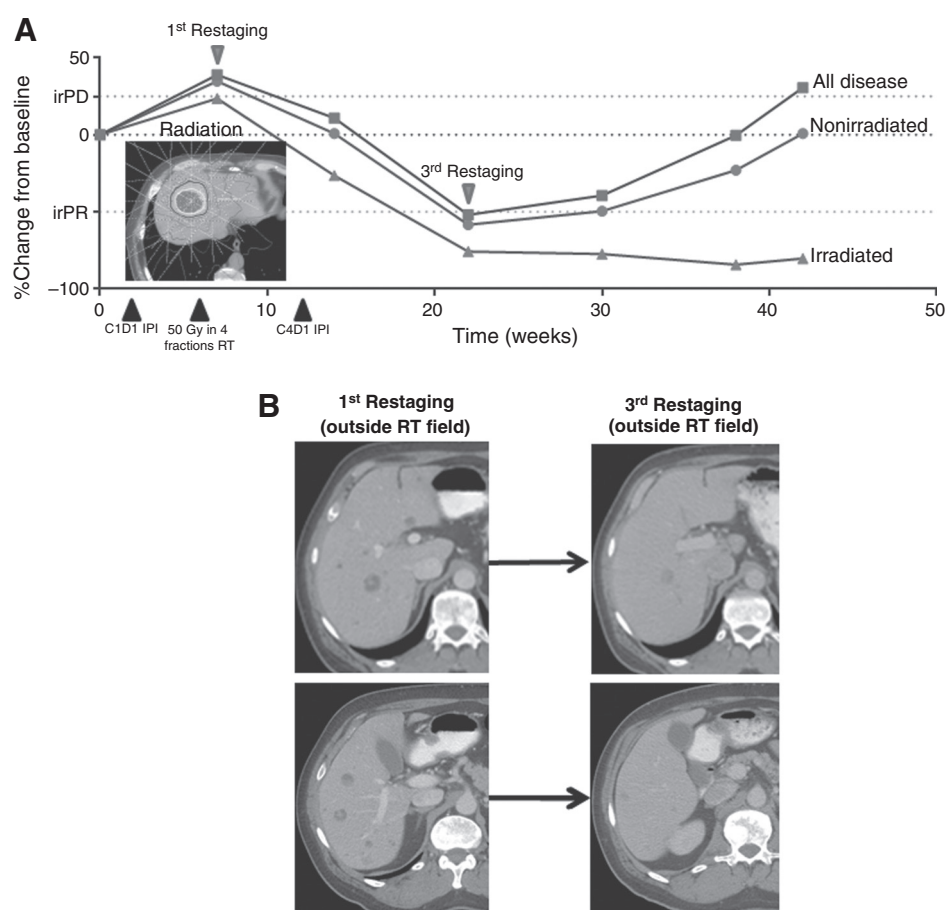 A
1st Restaging
50
irPD
0
irPR
−100
%Change from baseline
Radiation
3rd Restaging
All disease
Nonirradiated
Irradiated
0
10
22
30
40
50
C1D1 IPI
50 Gy in 4
fractions RT
C4D1 IPI
Time (weeks)
B
1st Restaging
(outside RT field)
3rd Restaging
(outside RT field)